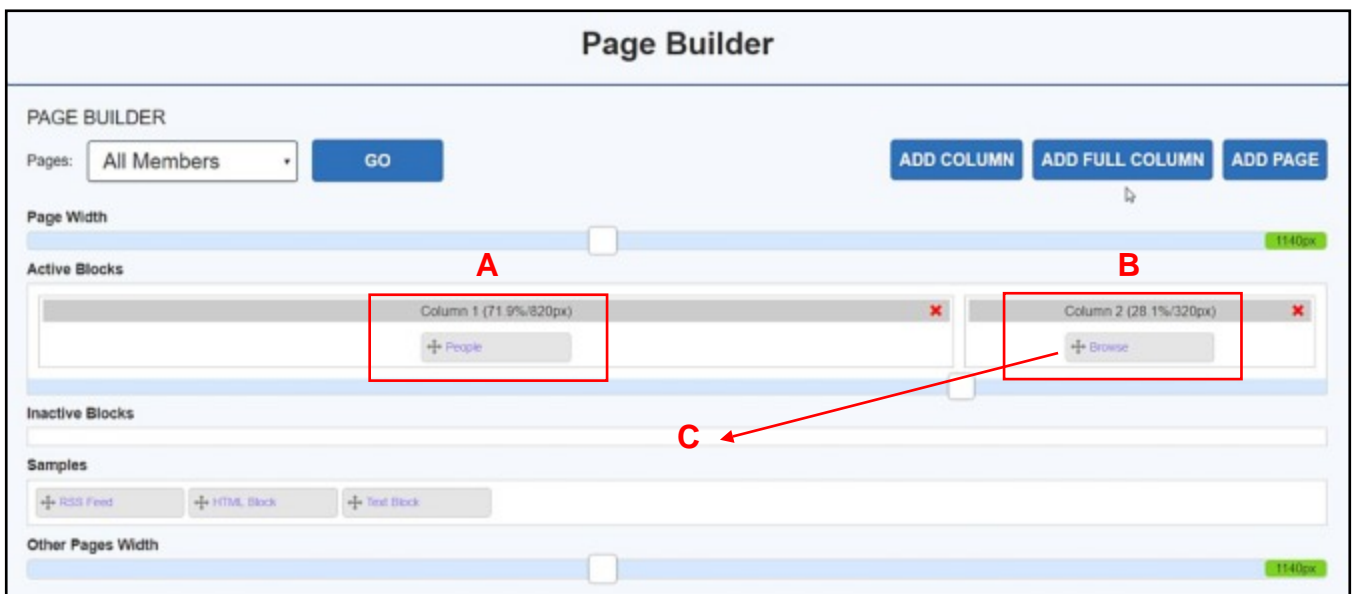 Page Builder
PAGE BUILDER
Pages: All Members GO ADD COLUMN ADD FULL COLUMN ADD PAGE
Page Width
1140px
Active Blocks
A B
Column 1 (71.9%/820px) Column 2 (28.1%/320px)
People Browse
Inactive Blocks
C
Samples
RSS Feed HTML Block Text Block
Other Pages Width
1140px